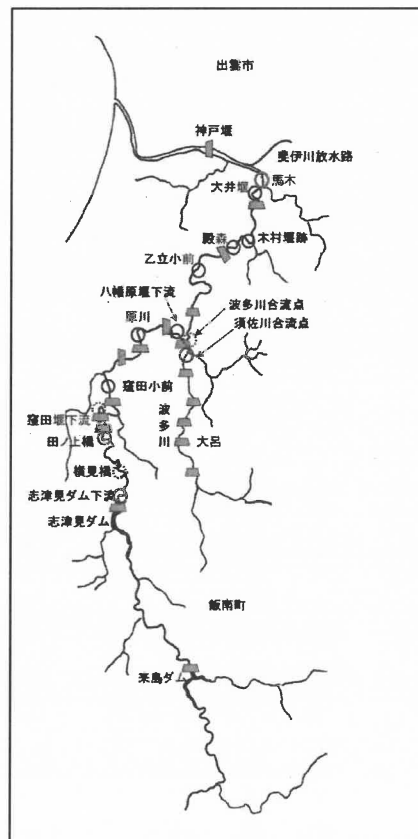 出雲市
神戸堰
斐伊川放水路
大井堰
馬木
殿森
木村堰跡
乙立小前
八幡原堰下流
波多川合流点
須佐川合流点
原川
窪田小前
波多川
大呂
窪田堰下流
田ノ上橋
横見橋
志津見ダム下流
志津見ダム
飯南町
来島ダム